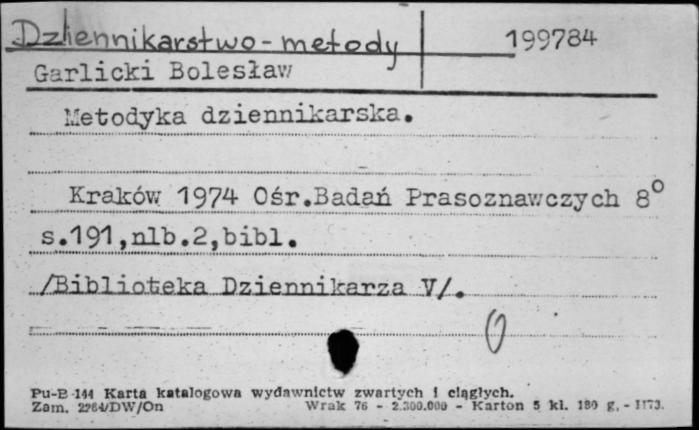 Dziennikarstwo - metody 199784
Garlicki Bolesław
Metodyka dziennikarska.
Kraków 1974 Ośr.Badań Prasoznawczych 8°
s.191,nlb.2,bibl.
/Biblioteka Dziennikarza V/.
Pu-B-144 Karta katalogowa wydawnictw zwartych i ciągłych.
Zam. 2264/DW/On Wrak 76 - 2.300.000 - Karton 5 kl. 180 g. -